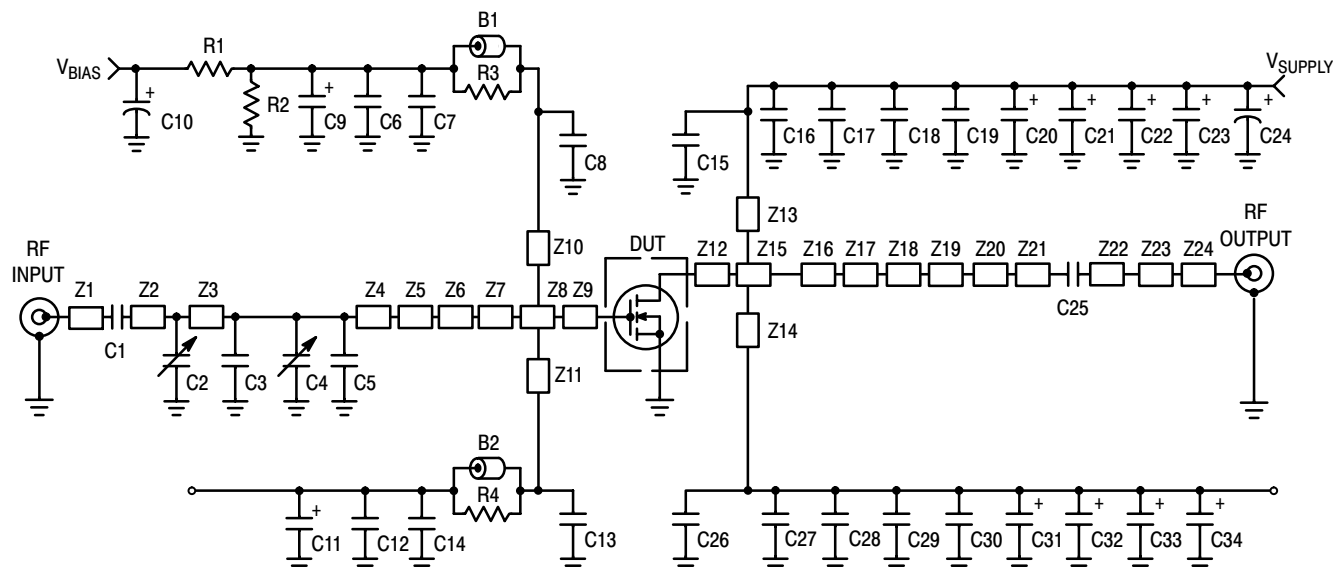 B1
R1
V_BIAS
R3
R2
C10
C9
C6
C7
C8
V_SUPPLY
C15
C16
C17
C18
C19
C20
C21
C22
C23
C24
+
+
+
+
+
+
+
Z13
Z10
DUT
RF
INPUT
RF
OUTPUT
Z12
Z15
Z16
Z17
Z18
Z19
Z20
Z21
Z22
Z23
Z24
C25
Z1
Z2
Z3
Z4
Z5
Z6
Z7
Z8
Z9
C1
Z14
C2
C3
C4
C5
Z11
B2
R4
+
C11
C12
C14
C13
C26
C27
C28
C29
C30
+
+
+
+
C31
C32
C33
C34